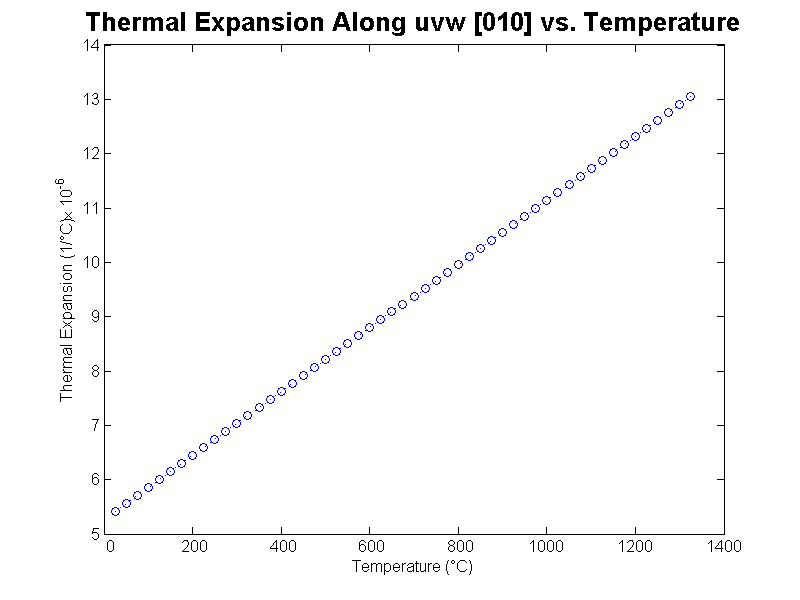 Thermal Expansion Along uvw [010] vs. Temperature
14
13
12
11
10
9
8
7
6
5
Thermal Expansion (1/°C)x 10-6
0 200 400 600 800 1000 1200 1400
Temperature (°C)